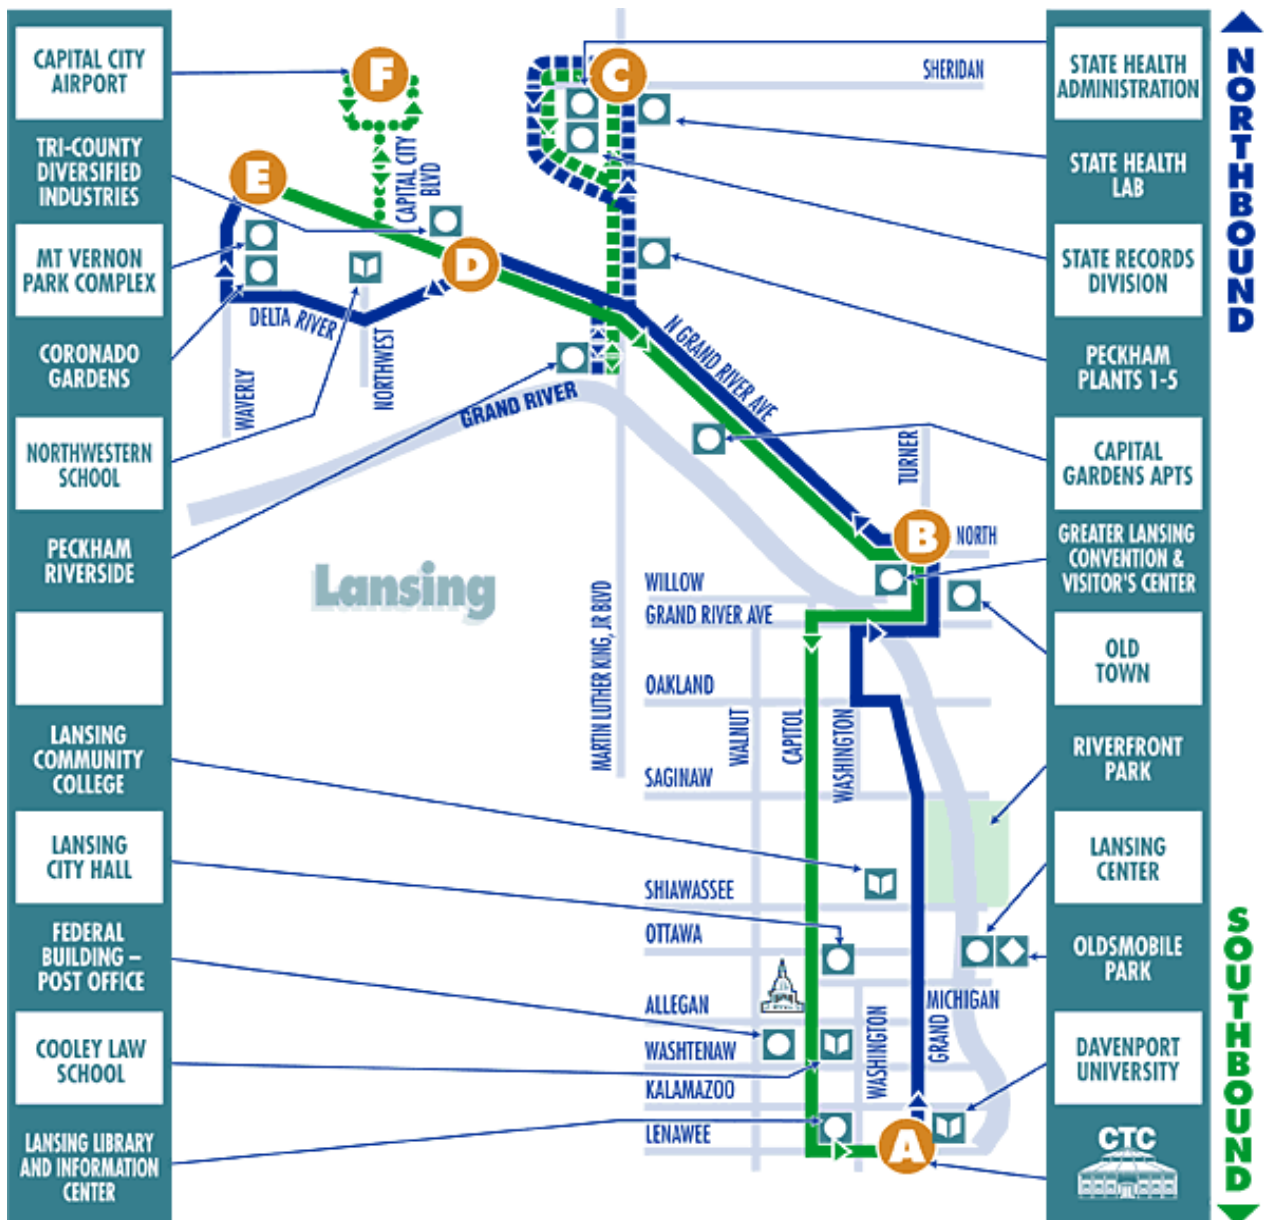 CAPITAL CITY
AIRPORT
TRI-COUNTY
DIVERSIFIED
INDUSTRIES
MT VERNON
PARK COMPLEX
CORONADO
GARDENS
NORTHWESTERN
SCHOOL
PECKHAM
RIVERSIDE
LANSING
COMMUNITY
COLLEGE
LANSING
CITY HALL
FEDERAL
BUILDING –
POST OFFICE
COOLEY LAW
SCHOOL
LANSING LIBRARY
AND INFORMATION
CENTER
F
C
SHERIDAN
E
CAPITAL CITY
BLVD
D
DELTA RIVER
WAVERLY
NORTHWEST
GRAND RIVER
N GRAND RIVER AVE
TURNER
B
NORTH
Lansing
MARTIN LUTHER KING, JR BLVD
WILLOW
GRAND RIVER AVE
OAKLAND
WALNUT
CAPITOL
WASHINGTON
SAGINAW
SHIAWASSEE
OTTAWA
MICHIGAN
ALLEGAN
WASHINGTON
GRAND
WASHTENAW
KALAMAZOO
LENAWEE
A
STATE HEALTH
ADMINISTRATION
STATE HEALTH
LAB
STATE RECORDS
DIVISION
PECKHAM
PLANTS 1-5
CAPITAL
GARDENS APTS
GREATER LANSING
CONVENTION &
VISITOR'S CENTER
OLD
TOWN
RIVERFRONT
PARK
LANSING
CENTER
OLDSMOBILE
PARK
DAVENPORT
UNIVERSITY
CTC
NORTHBOUND
SOUTHBOUND